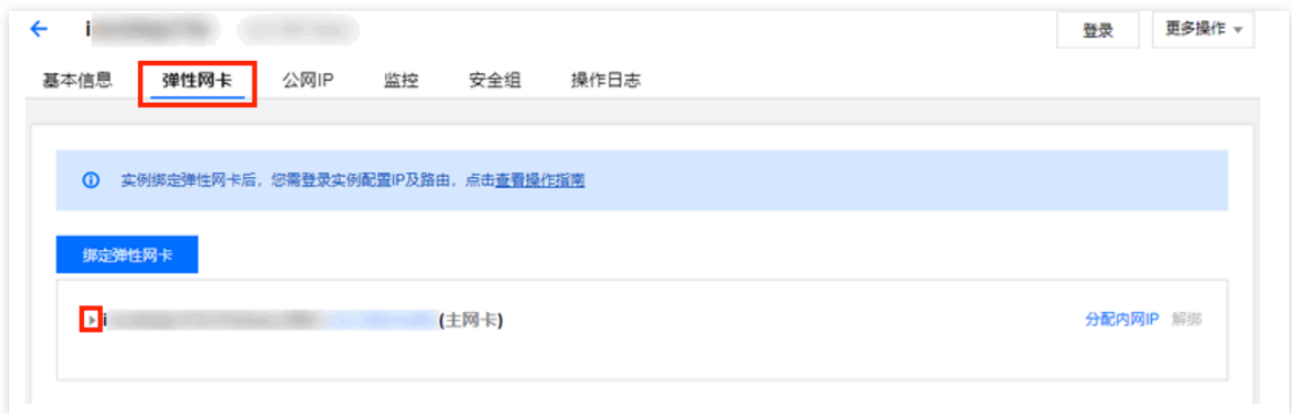 登录 更多操作
基本信息 弹性网卡 公网IP 监控 安全组 操作日志
实例绑定弹性网卡后，您需登录实例配置IP及路由，点击查看操作指南
绑定弹性网卡
(主网卡) 分配内网IP 解绑